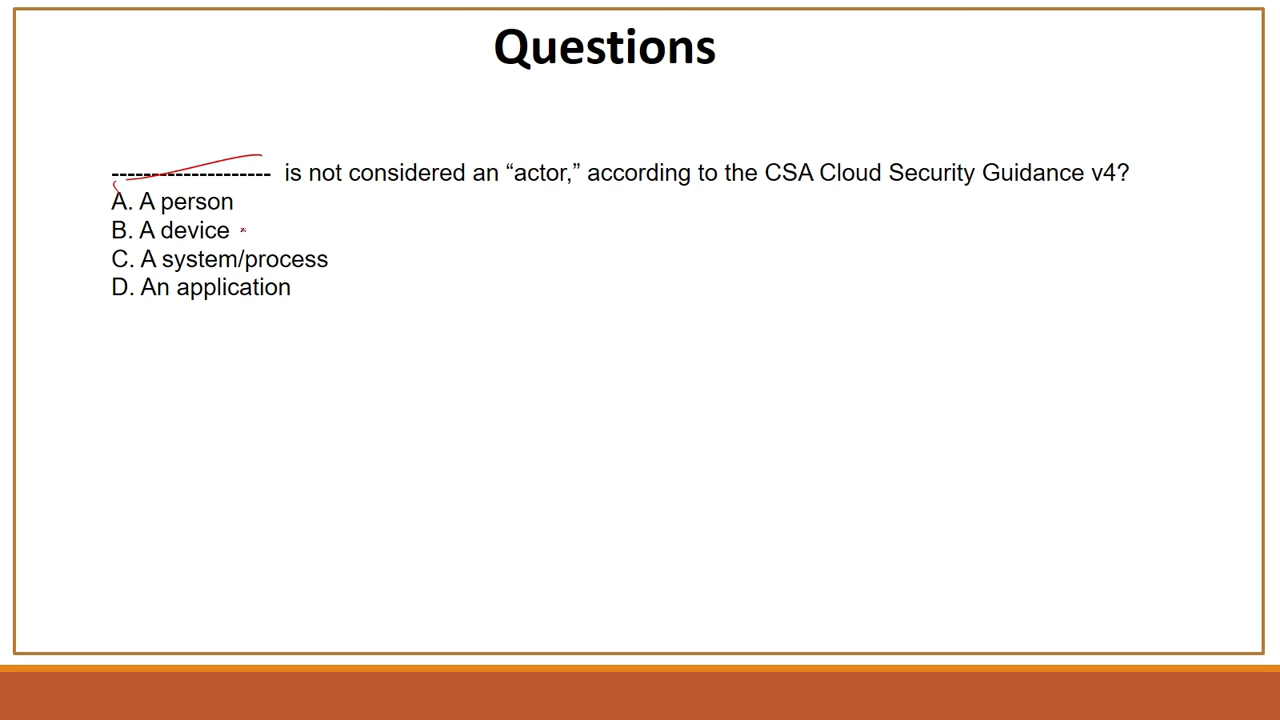 Questions
--------------------- is not considered an “actor,” according to the CSA Cloud Security Guidance v4?
A. A person
B. A device
C. A system/process
D. An application